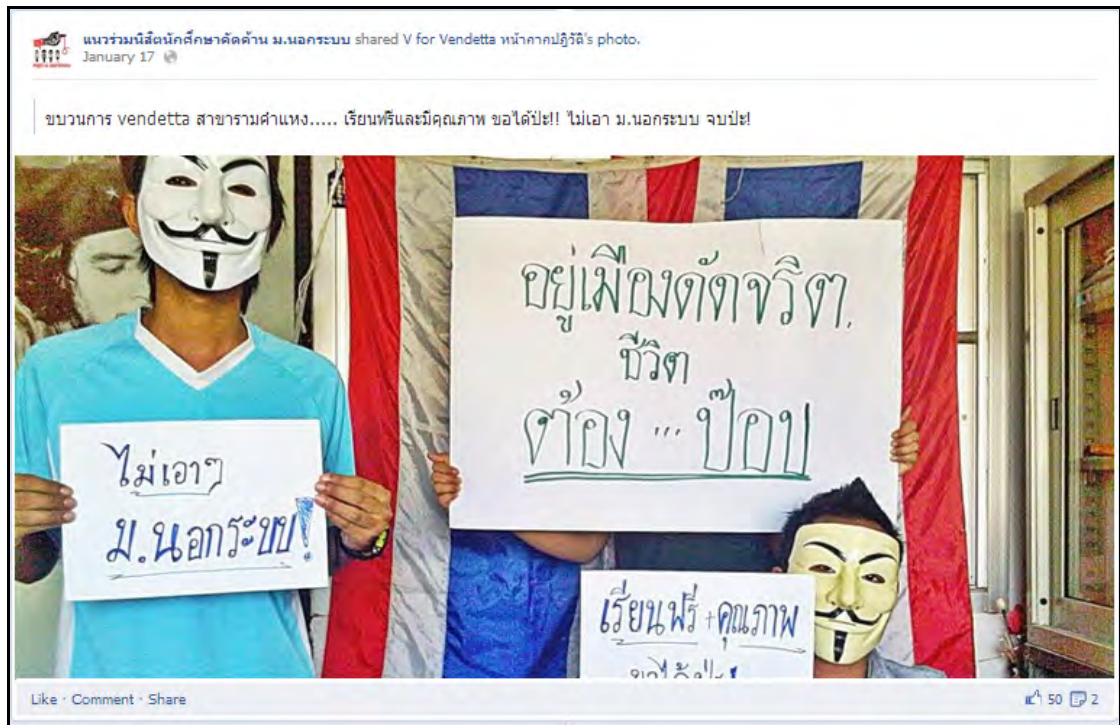 แนวร่วมนิสิตนักศึกษาคัดค้าน ม.นอกระบบ shared V for Vendetta หน้ากากปฏิวัติ's photo.
January 17
ขบวนการ vendetta สาขารามคำแหง..... เรียนฟรีและมีคุณภาพ ขอได้ป่ะ!! ไม่เอา ม.นอกระบบ จบป่ะ!
อยู่เมืองดัดจริต,
ชีวิต
ต้อง ... ป๊อบ
ไม่เอาๆ
ม.นอกระบบ!
เรียนฟรี + คุณภาพ
ขอได้ป่ะ!
Like · Comment · Share
50 2